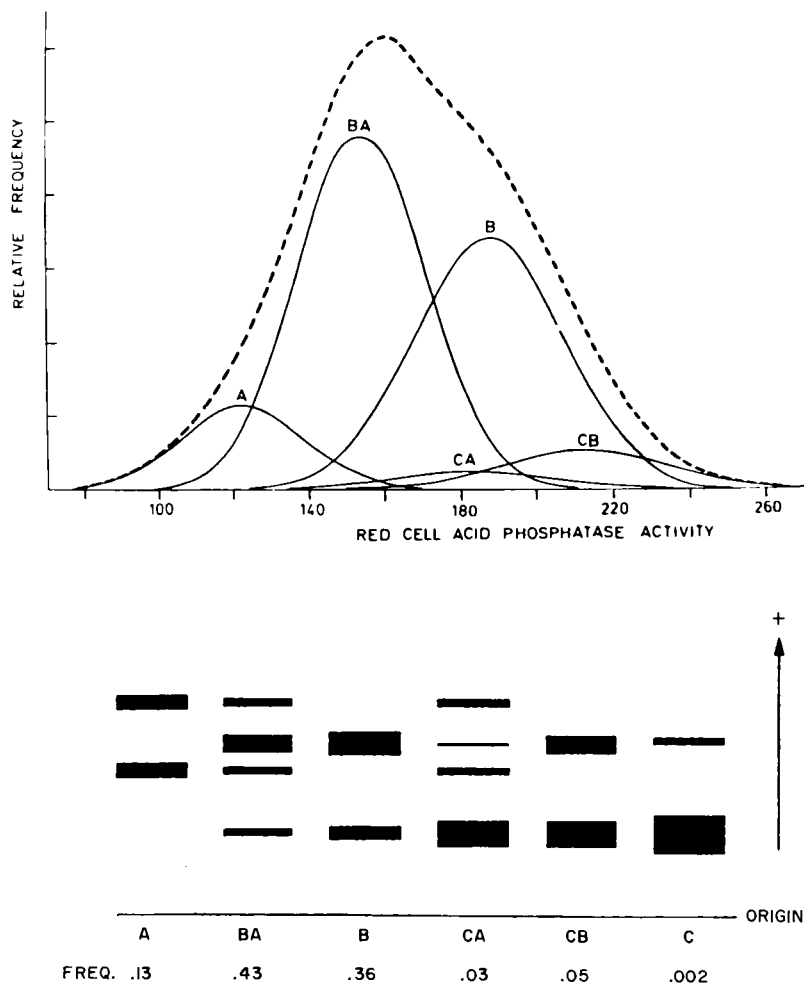 RELATIVE FREQUENCY
BA
B
A
CA
CB
100 140 180 220 260
RED CELL ACID PHOSPHATASE ACTIVITY
+
ORIGIN
A BA B CA CB C
FREQ. .13 .43 .36 .03 .05 .002